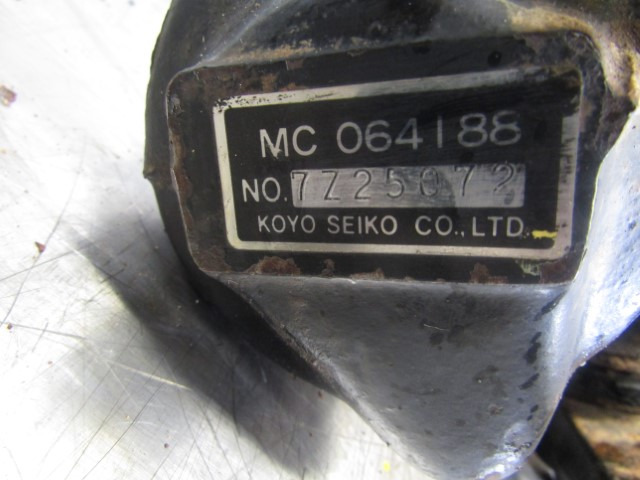 MC 064188
NO. 7Z25072
KOYO SEIKO CO., LTD.